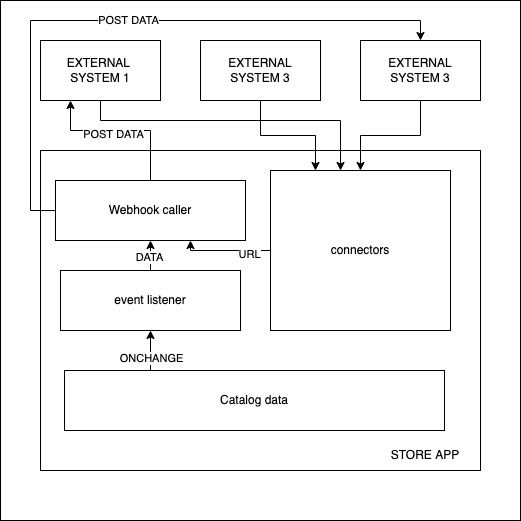 POST DATA
EXTERNAL
SYSTEM 1
EXTERNAL
SYSTEM 3
EXTERNAL
SYSTEM 3
POST DATA
Webhook caller
connectors
DATA
URL
event listener
ONCHANGE
Catalog data
STORE APP